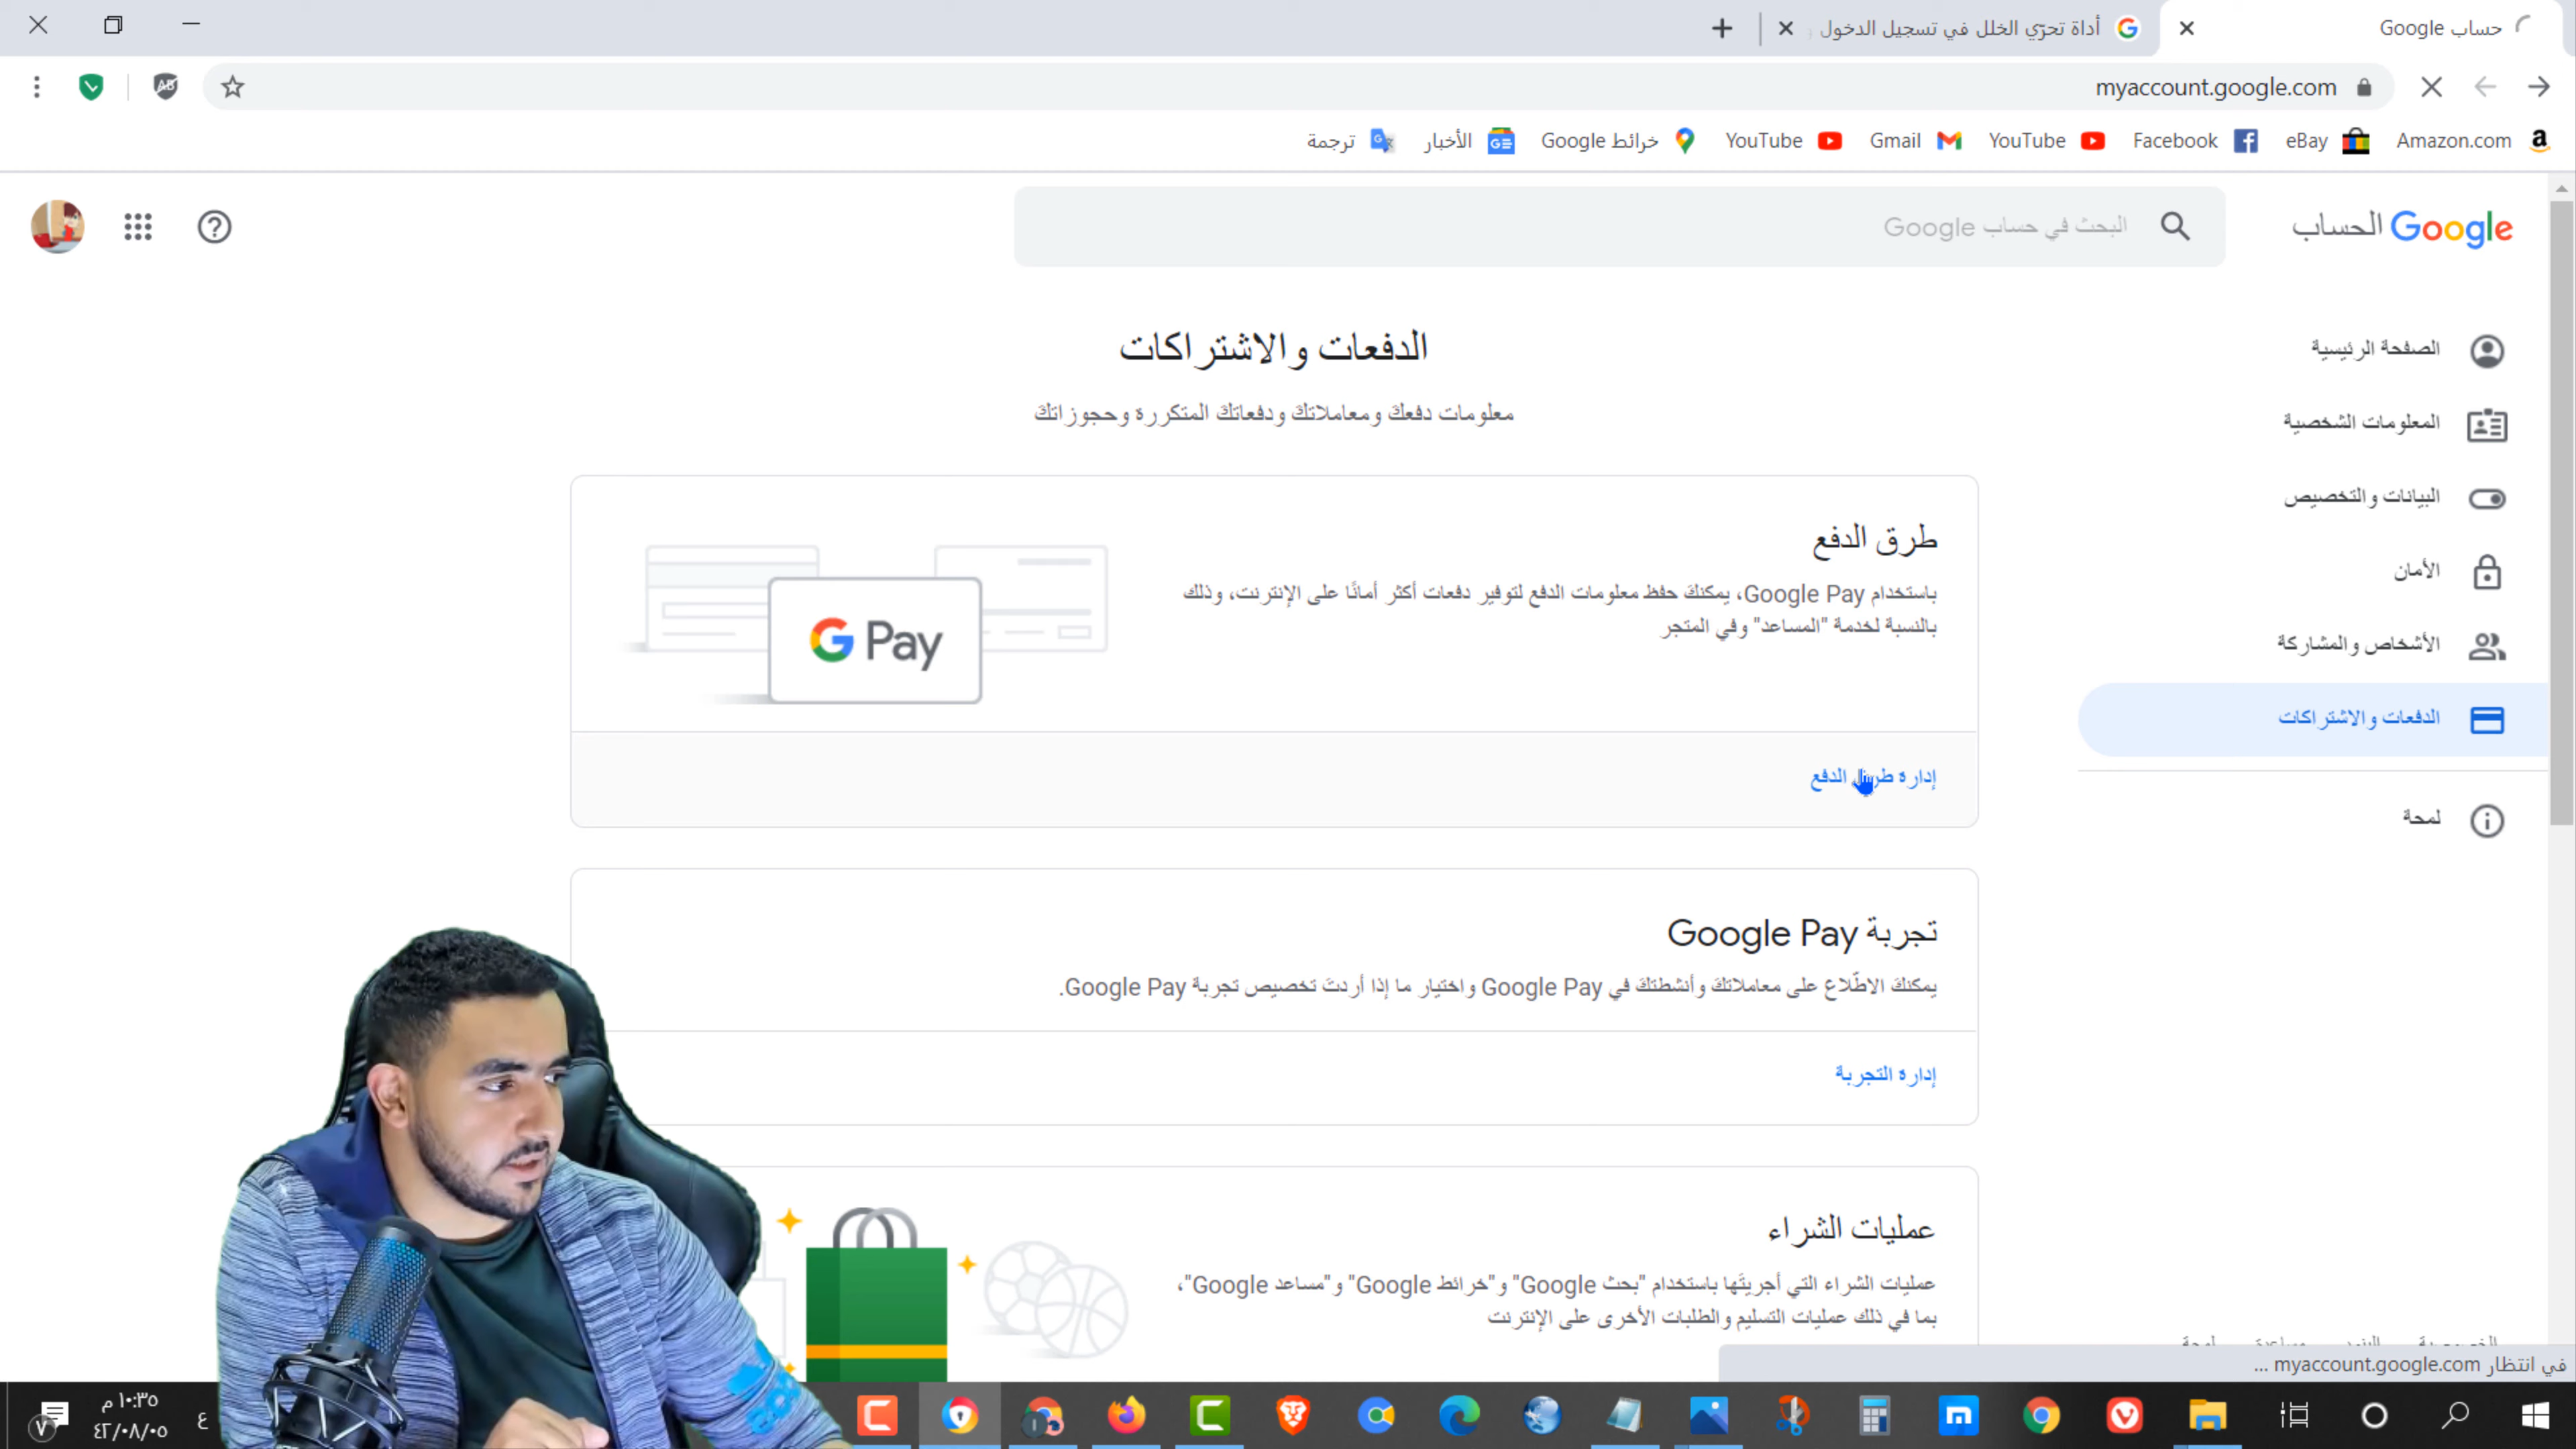 حساب Google
أداة تحرّي الخلل في تسجيل الدخول
myaccount.google.com
Amazon.com
eBay
Facebook
YouTube
Gmail
YouTube
خرائط Google
الأخبار
ترجمة
Google الحساب
البحث في حساب Google
الصفحة الرئيسية
المعلومات الشخصية
البيانات والتخصيص
الأمان
الأشخاص والمشاركة
الدفعات والاشتراكات
لمحة
الدفعات والاشتراكات
معلومات دفعك ومعاملاتك ودفعاتك المتكررة وحجوزاتك
طرق الدفع
باستخدام Google Pay، يمكنك حفظ معلومات الدفع لتوفير دفعات أكثر أمانًا على الإنترنت، وذلك
بالنسبة لخدمة "المساعد" وفي المتجر
G Pay
إدارة طرق الدفع
تجربة Google Pay
يمكنك الاطّلاع على معاملاتك وأنشطتك في Google Pay واختيار ما إذا أردتَ تخصيص تجربة Google Pay.
إدارة التجربة
عمليات الشراء
عمليات الشراء التي أجريتَها باستخدام "بحث Google" و"خرائط Google" و"مساعد Google"،
بما في ذلك عمليات التسليم والطلبات الأخرى على الإنترنت
في انتظار myaccount.google.com ...
ع
١٠:٣٥ م
٤٢/٠٨/٠٥
٧